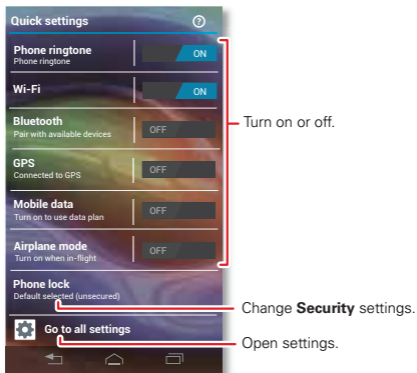 Quick settings
?
Phone ringtone
Phone ringtone
ON
Wi-Fi
ON
Bluetooth
Pair with available devices
OFF
GPS
Connected to GPS
OFF
Mobile data
Turn on to use data plan
OFF
Airplane mode
Turn on when in-flight
OFF
Phone lock
Default selected (unsecured)
Go to all settings
Turn on or off.
Change Security settings.
Open settings.